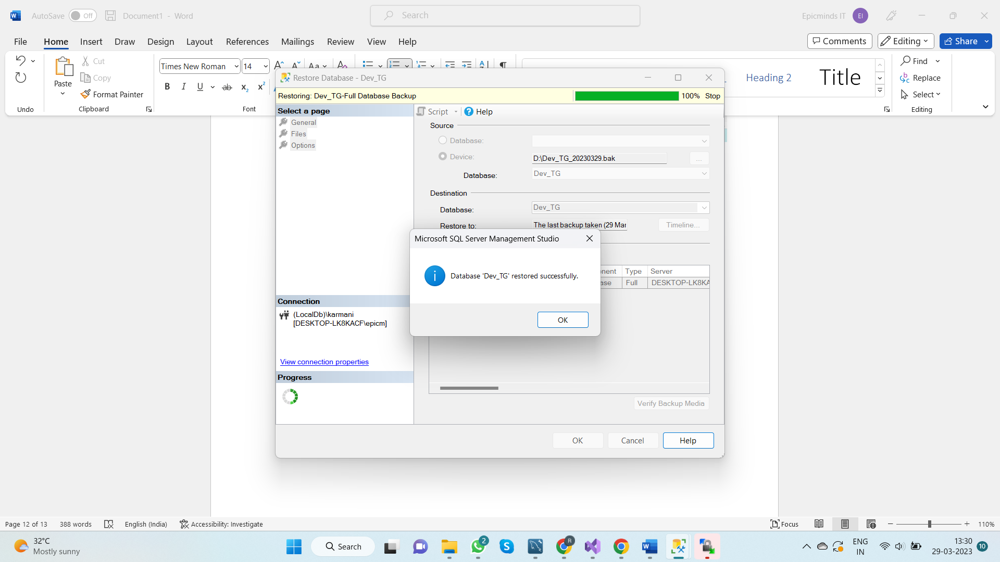 AutoSave Off Document1 - Word
Search
Epicminds IT EI
File Home Insert Draw Design Layout References Mailings Review View Help
Comments Editing Share
Paste
Cut
Copy
Format Painter
Undo
Clipboard
Times New Roman 14
Aa
B I U ab x₂ x²
Font
Heading 2
Title
Find
Replace
Select
Editing
Restore Database - Dev_TG
Restoring: Dev_TG-Full Database Backup 100% Stop
Select a page
General
Files
Options
Script Help
Source
Database:
Device: D:\Dev_TG_20230329.bak ...
Database: Dev_TG
Destination
Database: Dev_TG
Restore to: The last backup taken (29 Mar Timeline...
Microsoft SQL Server Management Studio
Database 'Dev_TG' restored successfully.
OK
nent Type Server
ase Full DESKTOP-LK8KA
Connection
(LocalDb)\karmani
[DESKTOP-LK8KACF\epicm]
View connection properties
Progress
Verify Backup Media
OK Cancel Help
Page 12 of 13 388 words English (India) Accessibility: Investigate
Focus 110%
32°C
Mostly sunny
Search
2
R
ENG
IN
13:30
29-03-2023
10